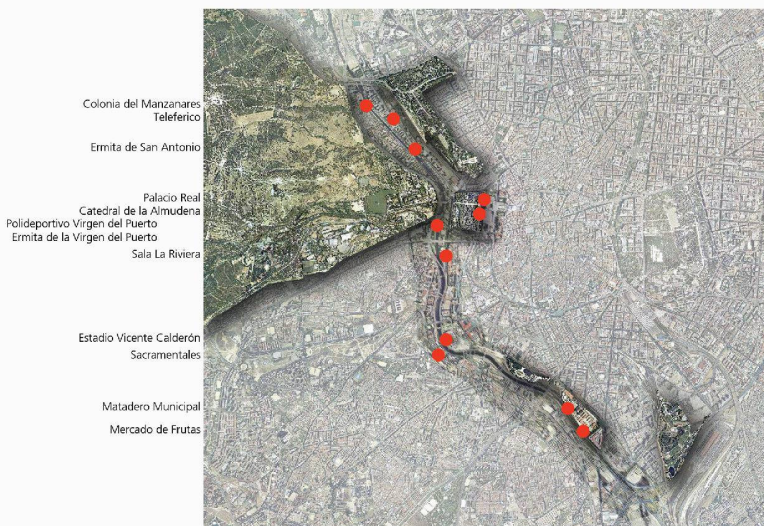 Colonia del Manzanares
Teleferico
Ermita de San Antonio
Palacio Real
Catedral de la Almudena
Polideportivo Virgen del Puerto
Ermita de la Virgen del Puerto
Sala La Riviera
Estadio Vicente Calderón
Sacramentales
Matadero Municipal
Mercado de Frutas